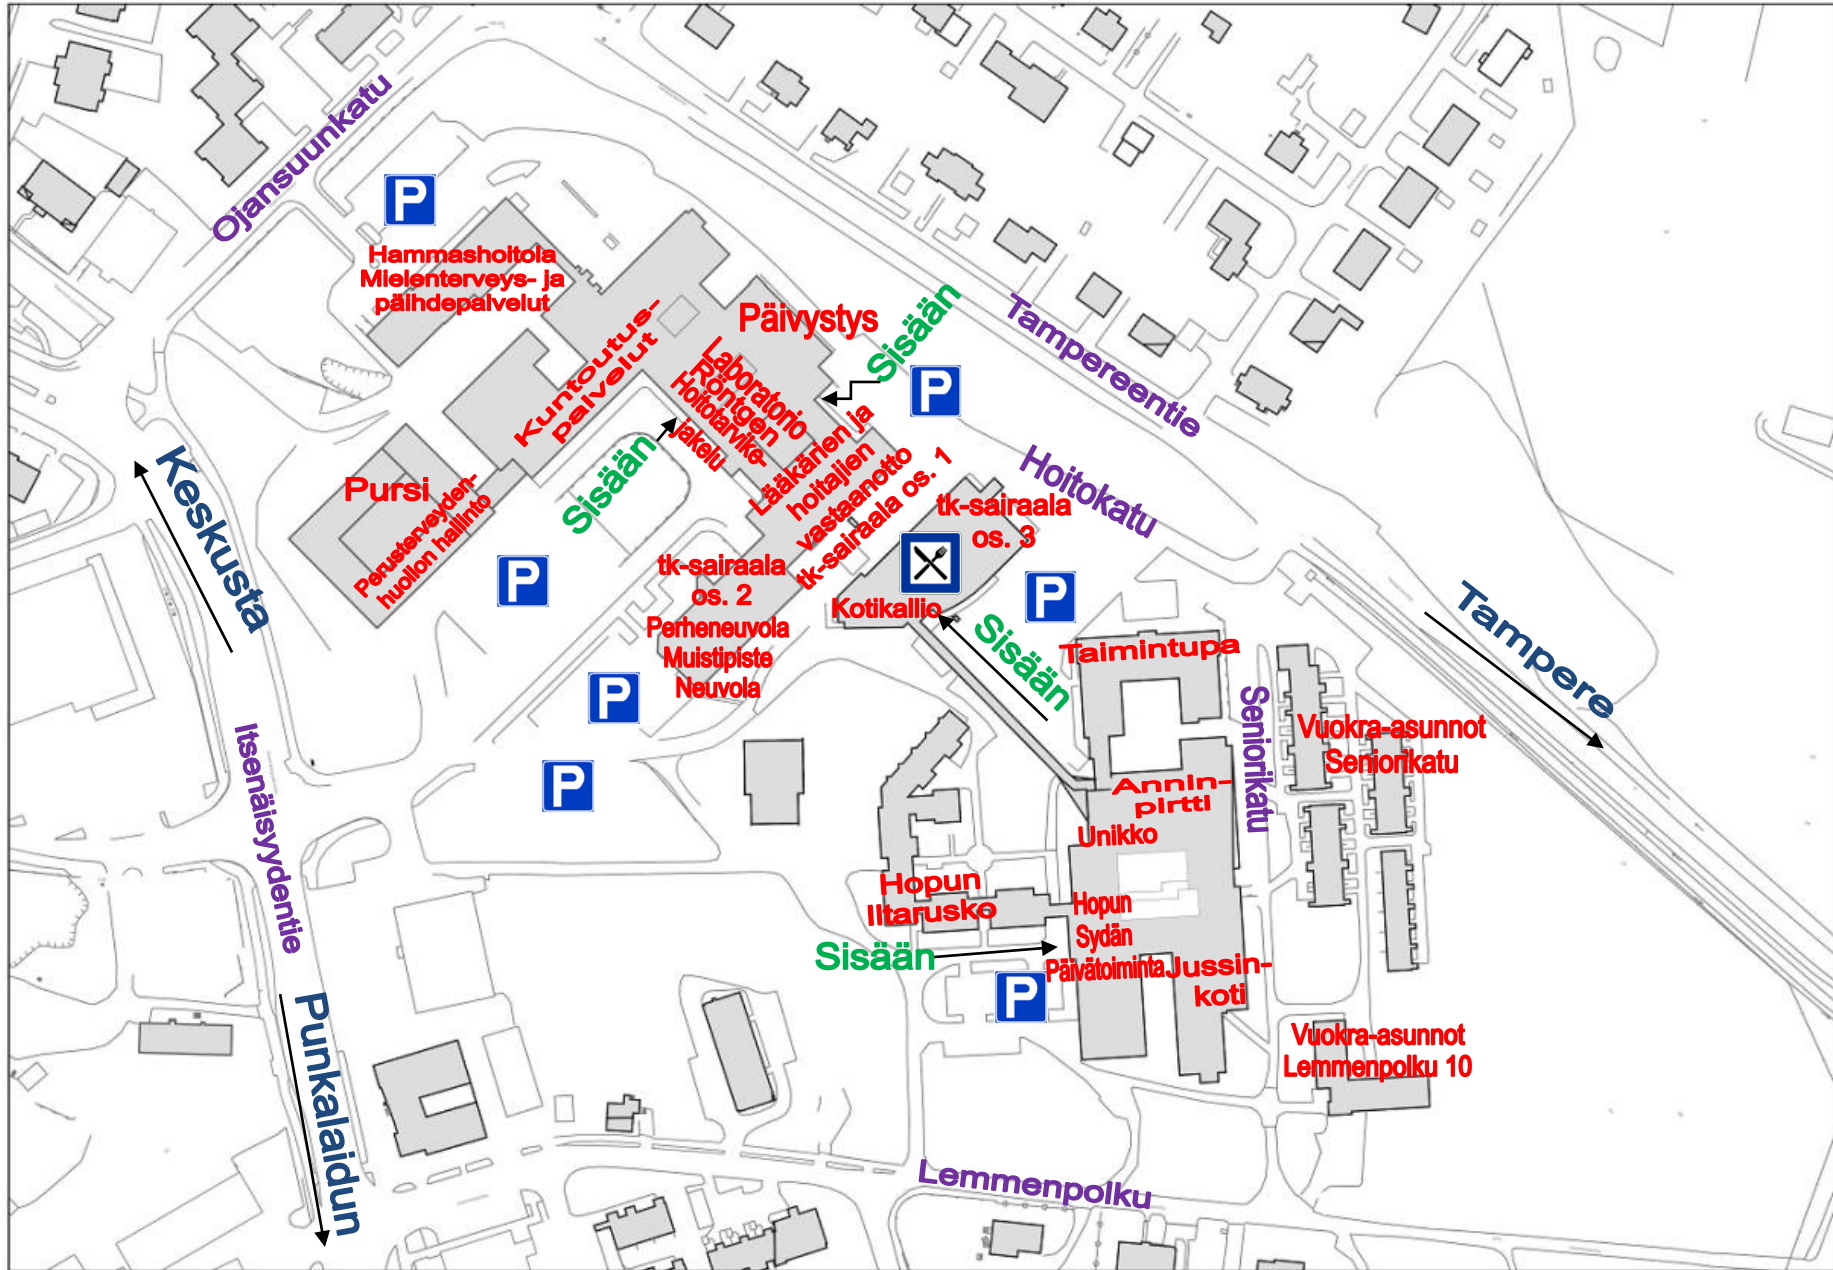 Ojansuunkatu
P
Hammashoitola
Mielenterveys- ja
päihdepalvelut
Kuntoutus-
palvelut
Päivystys
Sisään
P
Tampereentie
Laboratorio
Röntgen
Hoitotarvike-
jakelu
Lääkärien ja
hoitajien
vastaanotto
tk-sairaala os. 1
Sisään
Hoitokatu
Keskusta
Pursi
Perusterveyden-
huollon hallinto
P
tk-sairaala
os. 3
tk-sairaala
os. 2
Perheneuvola
Muistipiste
Neuvola
Kotikallio
P
Sisään
Tampere
Taimintupa
P
P
Itsenäisyydentie
Seniorikatu
Vuokra-asunnot
Seniorikatu
Annin-
pirtti
Unikko
Hopun
Iltarusko
Hopun
Sydän
Päivätoiminta
Sisään
P
Jussin-
koti
Punkalaidun
Vuokra-asunnot
Lemmenpolku 10
Lemmenpolku